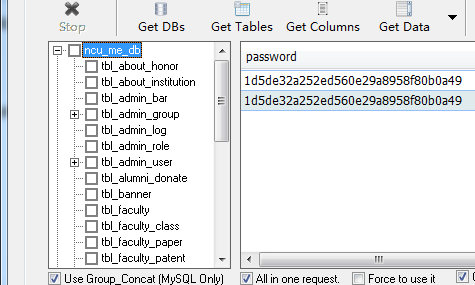 Stop
Get DBs
Get Tables
Get Columns
Get Data
ncu_me_db
tbl_about_honor
tbl_about_institution
tbl_admin_bar
tbl_admin_group
tbl_admin_log
tbl_admin_role
tbl_admin_user
tbl_alumni_donate
tbl_banner
tbl_faculty
tbl_faculty_class
tbl_faculty_paper
tbl_faculty_patent
password
1d5de32a252ed560e29a8958f80b0a49
1d5de32a252ed560e29a8958f80b0a49
Use Group_Concat (MySQL Only)
All in one request.
Force to use it